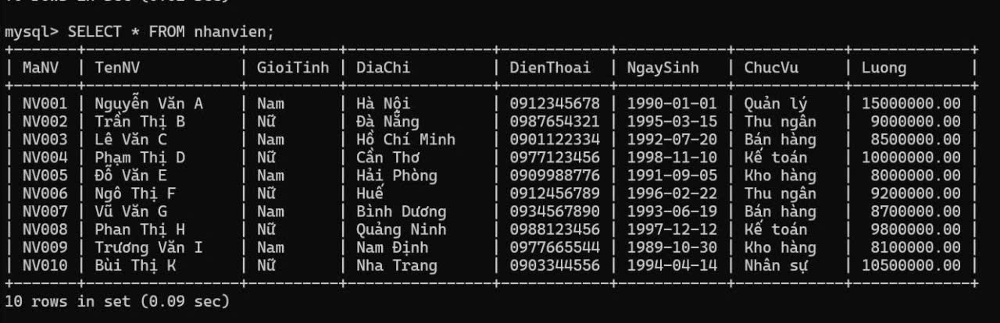 10 rows in set (0.02 sec)
mysql> SELECT * FROM nhanvien;
+-------+-----------------+----------+---------------+------------+------------+----------+-------------+
| MaNV  | TenNV           | GioiTinh | DiaChi        | DienThoai  | NgaySinh   | ChucVu   | Luong       |
+-------+-----------------+----------+---------------+------------+------------+----------+-------------+
| NV001 | Nguyễn Văn A    | Nam      | Hà Nội        | 0912345678 | 1990-01-01 | Quản lý  | 15000000.00 |
| NV002 | Trần Thị B      | Nữ       | Đà Nẵng       | 0987654321 | 1995-03-15 | Thu ngân |  9000000.00 |
| NV003 | Lê Văn C        | Nam      | Hồ Chí Minh   | 0901122334 | 1992-07-20 | Bán hàng |  8500000.00 |
| NV004 | Phạm Thị D      | Nữ       | Cần Thơ       | 0977123456 | 1998-11-10 | Kế toán  | 10000000.00 |
| NV005 | Đỗ Văn E        | Nam      | Hải Phòng     | 0909988776 | 1991-09-05 | Kho hàng |  8000000.00 |
| NV006 | Ngô Thị F       | Nữ       | Huế           | 0912456789 | 1996-02-22 | Thu ngân |  9200000.00 |
| NV007 | Vũ Văn G        | Nam      | Bình Dương    | 0934567890 | 1993-06-19 | Bán hàng |  8700000.00 |
| NV008 | Phan Thị H      | Nữ       | Quảng Ninh    | 0988123456 | 1997-12-12 | Kế toán  |  9800000.00 |
| NV009 | Trương Văn I    | Nam      | Nam Định      | 0977665544 | 1989-10-30 | Kho hàng |  8100000.00 |
| NV010 | Bùi Thị K       | Nữ       | Nha Trang     | 0903344556 | 1994-04-14 | Nhân sự  | 10500000.00 |
+-------+-----------------+----------+---------------+------------+------------+----------+-------------+
10 rows in set (0.09 sec)